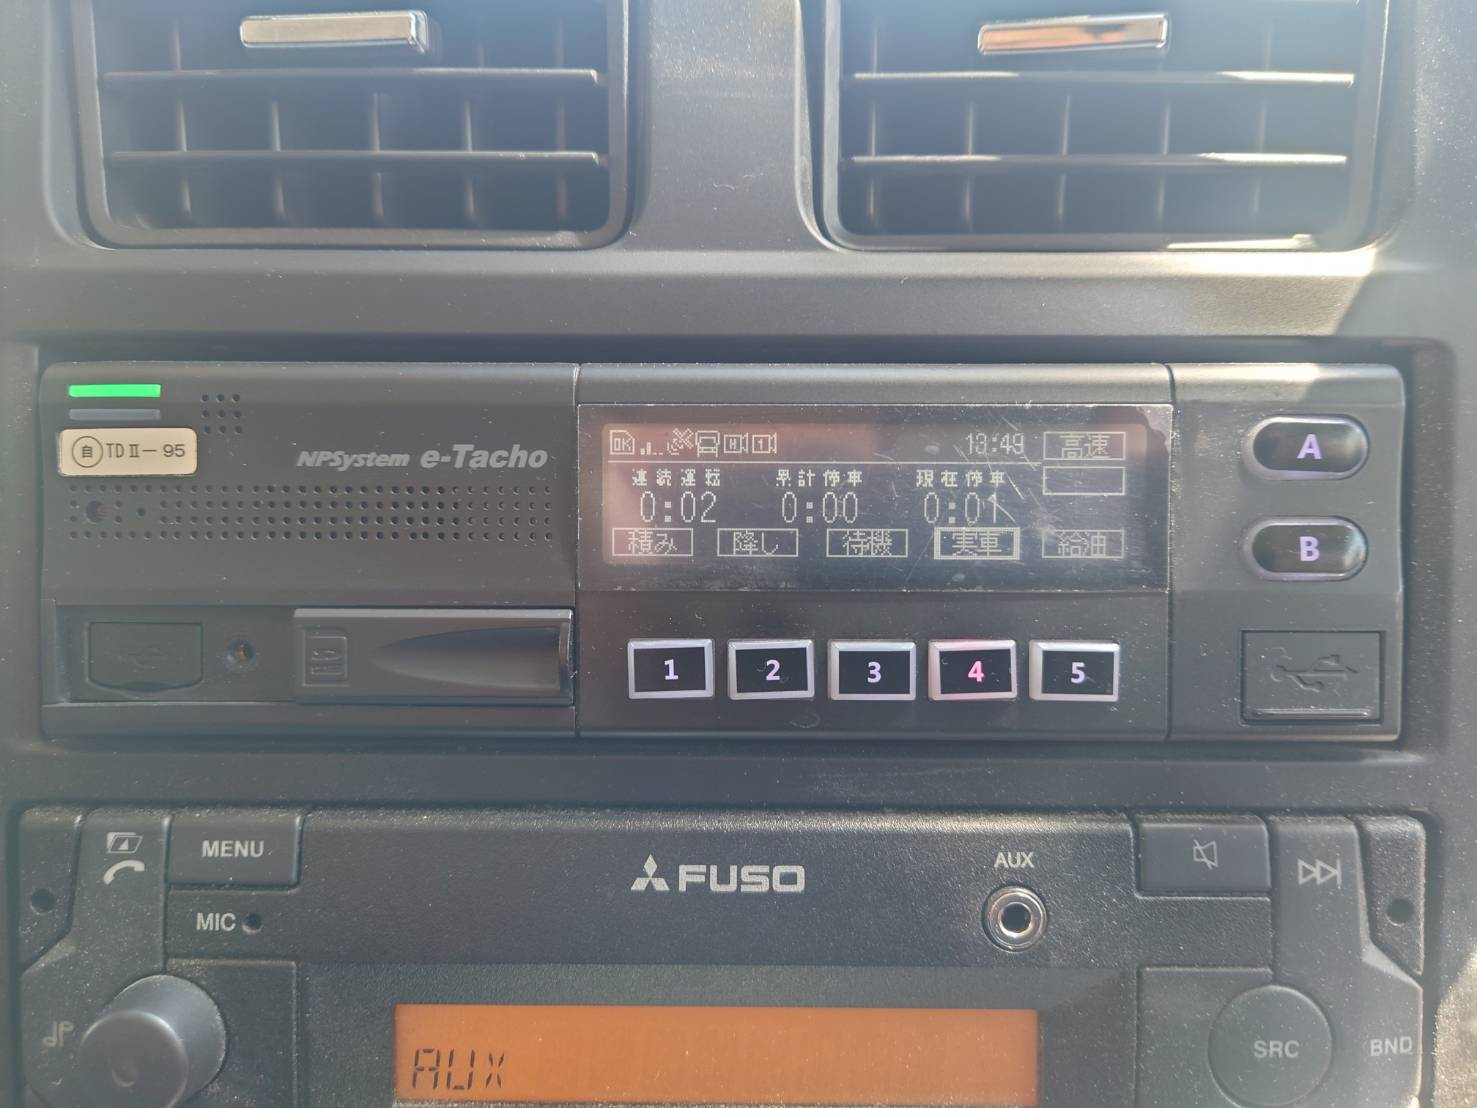 自 TDⅡ-95
NPSystem e-Tacho
OK H 1 13:49 高速
連続運転 累計停車 現在停車
0:02 0:00 0:01
積み 降し 待機 実車 給油
A
B
1 2 3 4 5
MENU
FUSO
AUX
MIC
SRC
BND
AUX